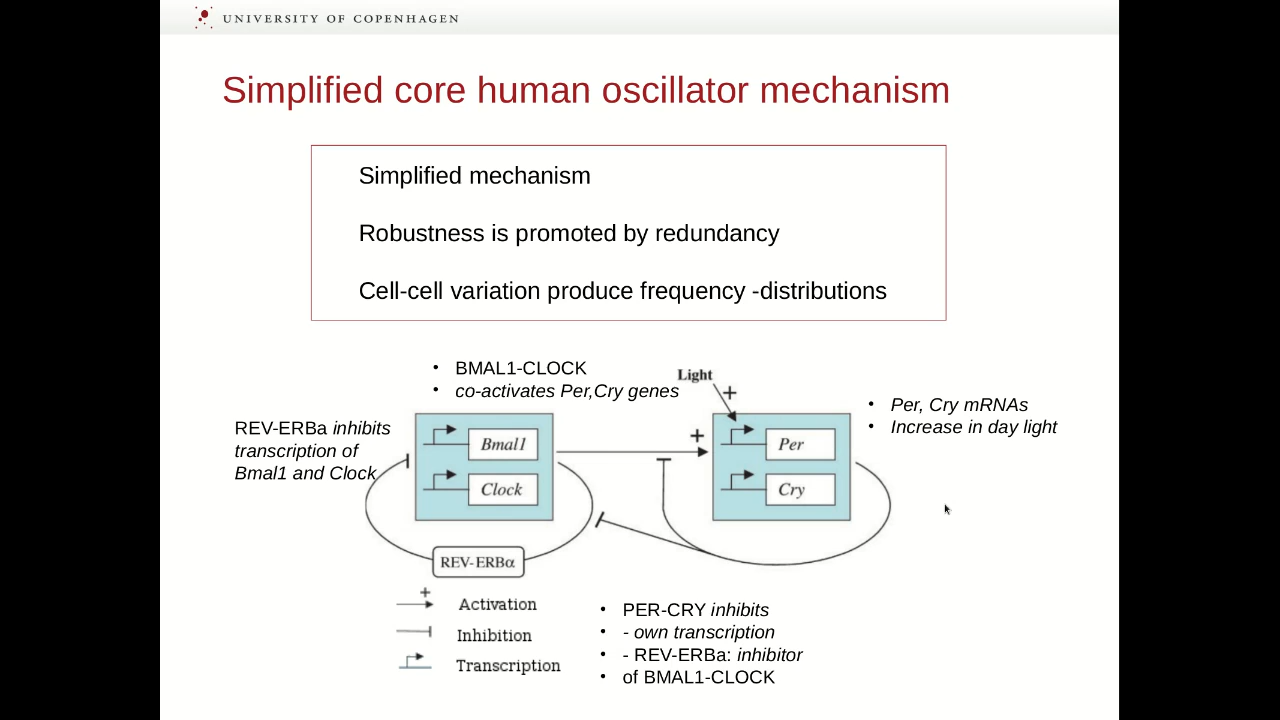 UNIVERSITY OF COPENHAGEN
Simplified core human oscillator mechanism
Simplified mechanism
Robustness is promoted by redundancy
Cell-cell variation produce frequency -distributions
• BMAL1-CLOCK
• co-activates Per,Cry genes
Light
+
• Per, Cry mRNAs
• Increase in day light
REV-ERBa inhibits
transcription of
Bmal1 and Clock
Bmal1
Clock
+
Per
Cry
REV-ERBα
+
Activation
Inhibition
Transcription
• PER-CRY inhibits
• - own transcription
• - REV-ERBa: inhibitor
• of BMAL1-CLOCK